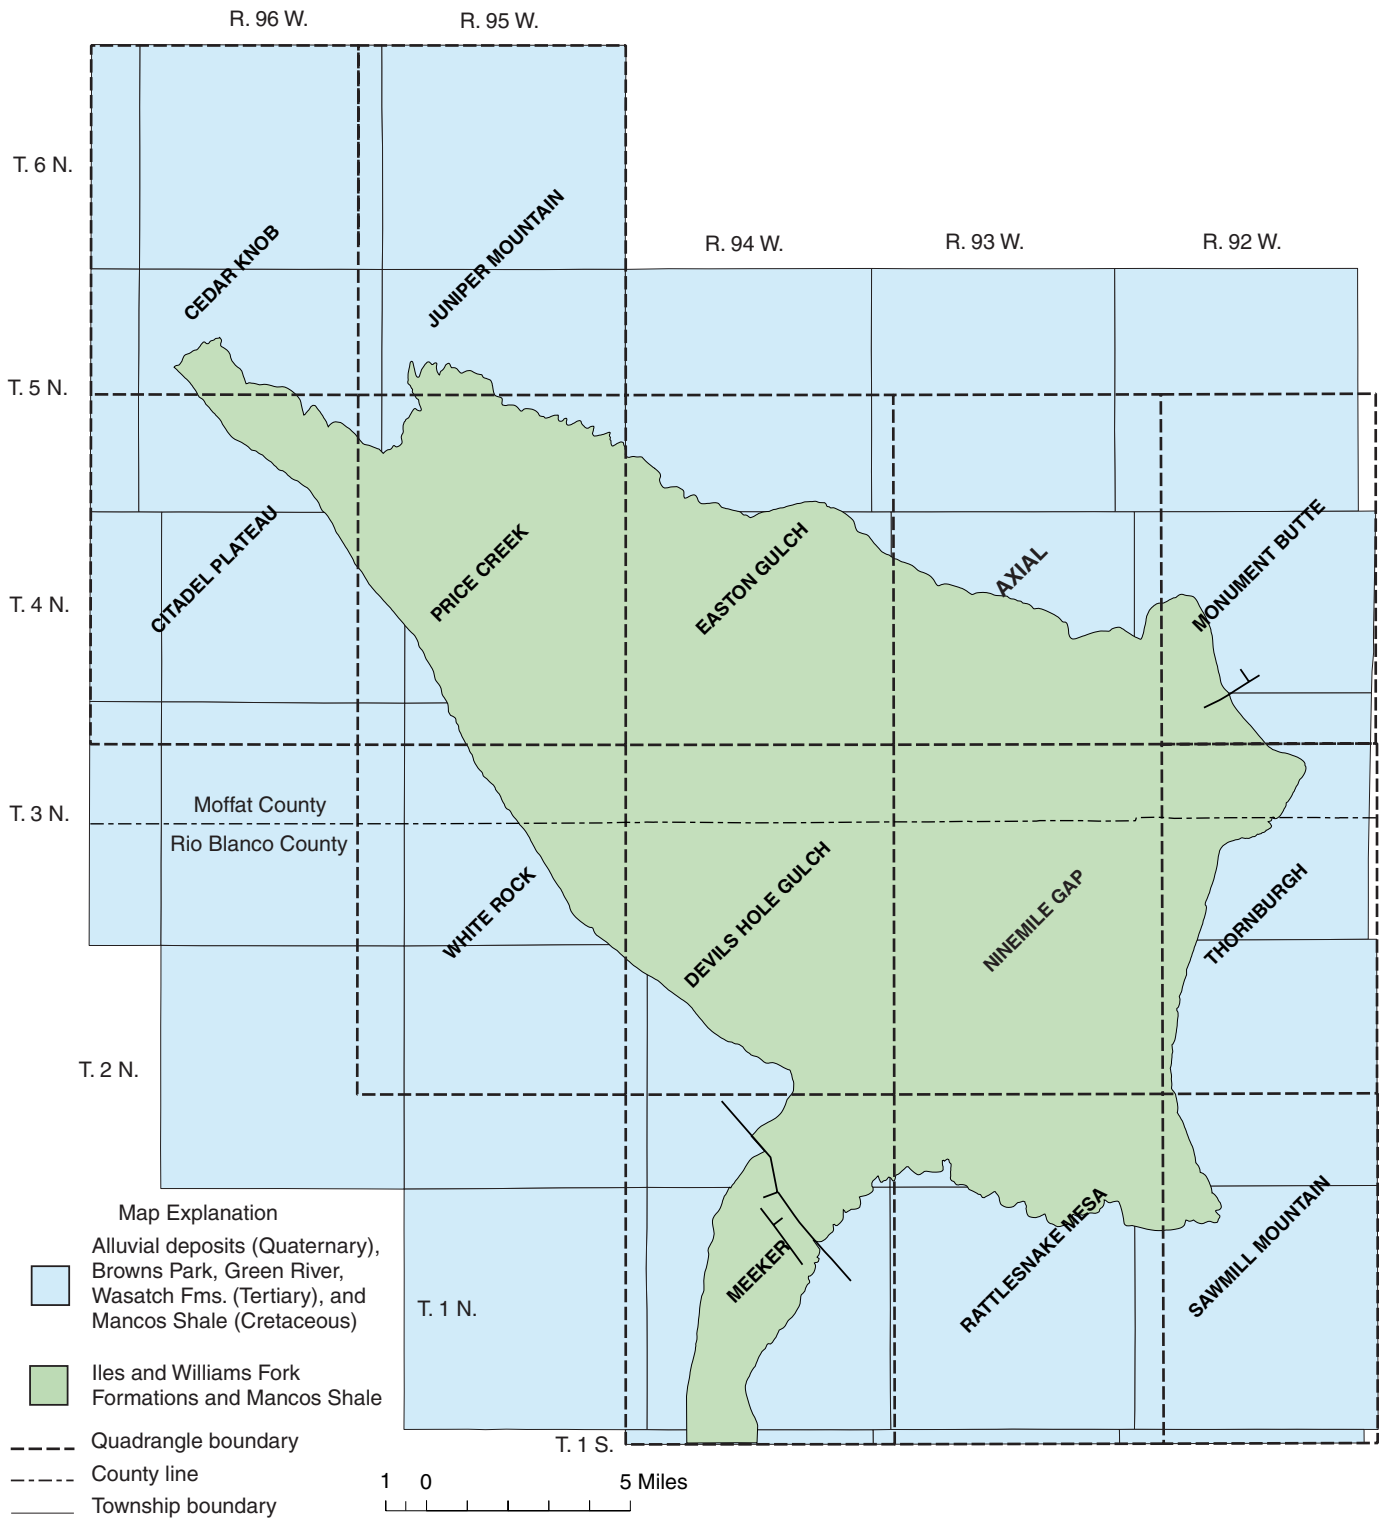 R. 96 W.
R. 95 W.
T. 6 N.
CEDAR KNOB
JUNIPER MOUNTAIN
R. 94 W.
R. 93 W.
R. 92 W.
T. 5 N.
CITADEL PLATEAU
PRICE CREEK
EASTON GULCH
AXIAL
MONUMENT BUTTE
T. 4 N.
T. 3 N.
Moffat County
Rio Blanco County
WHITE ROCK
DEVILS HOLE GULCH
NINEMILE GAP
THORNBURGH
T. 2 N.
MEEKER
RATTLESNAKE MESA
SAWMILL MOUNTAIN
T. 1 N.
T. 1 S.
Map Explanation
Alluvial deposits (Quaternary),
Browns Park, Green River,
Wasatch Fms. (Tertiary), and
Mancos Shale (Cretaceous)
Iles and Williams Fork
Formations and Mancos Shale
Quadrangle boundary
County line
Township boundary
1 0 5 Miles